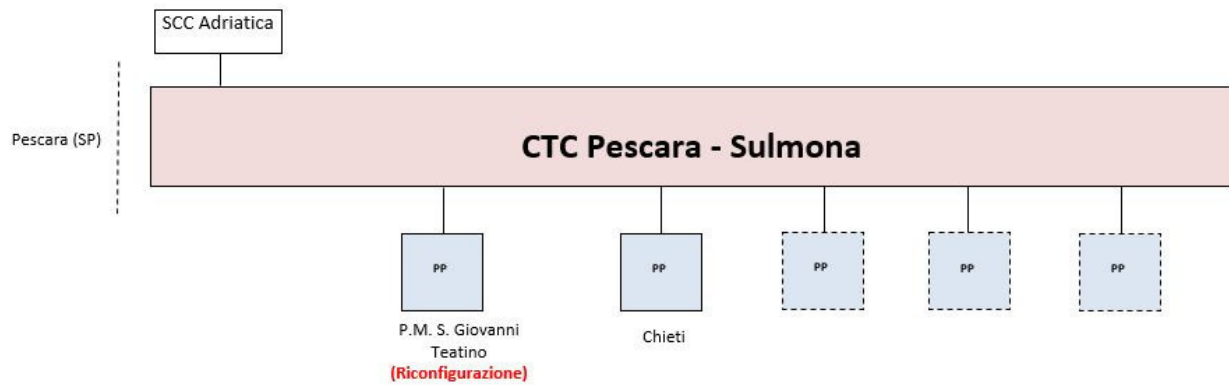 SCC Adriatica
Pescara (SP)
CTC Pescara - Sulmona
PP
PP
PP
PP
PP
P.M. S. Giovanni
Teatino
(Riconfigurazione)
Chieti